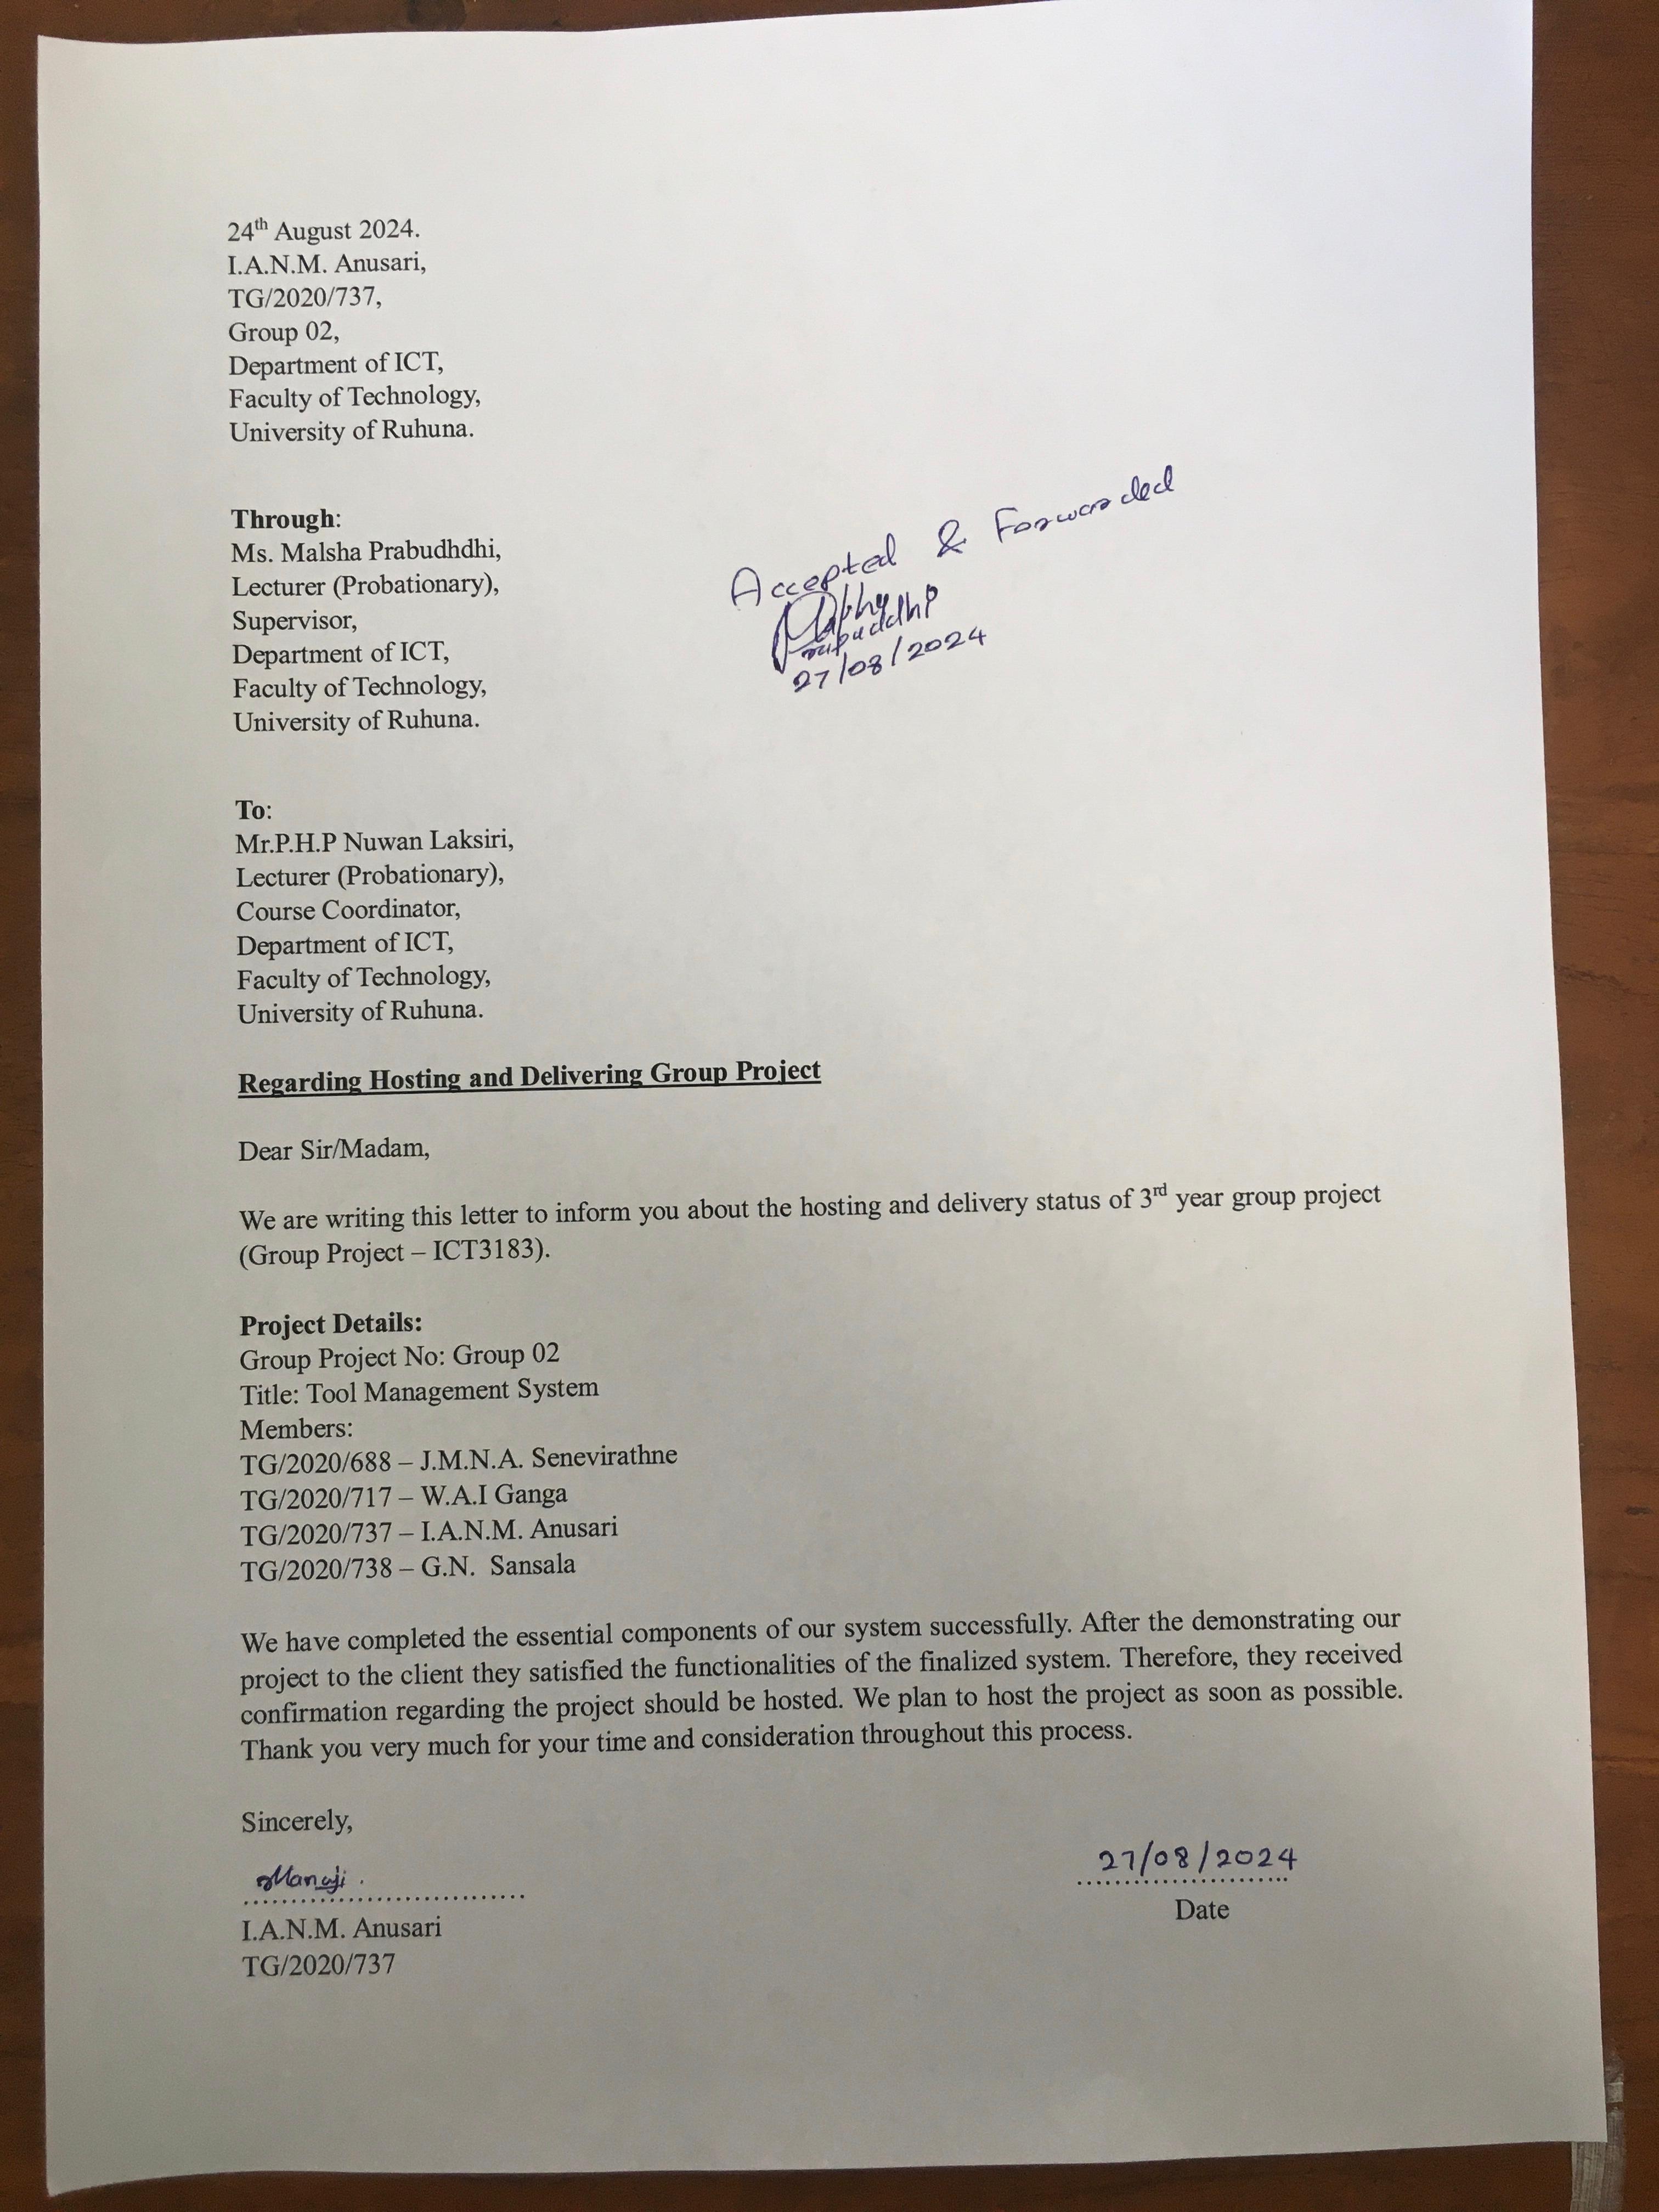 24th August 2024.
I.A.N.M. Anusari,
TG/2020/737,
Group 02,
Department of ICT,
Faculty of Technology,
University of Ruhuna.
Through:
Ms. Malsha Prabudhdhi,
Lecturer (Probationary),
Supervisor,
Department of ICT,
Faculty of Technology,
University of Ruhuna.
Accepted & Forwarded
27/08/2024
To:
Mr.P.H.P Nuwan Laksiri,
Lecturer (Probationary),
Course Coordinator,
Department of ICT,
Faculty of Technology,
University of Ruhuna.
Regarding Hosting and Delivering Group Project
Dear Sir/Madam,
We are writing this letter to inform you about the hosting and delivery status of 3rd year group project
(Group Project – ICT3183).
Project Details:
Group Project No: Group 02
Title: Tool Management System
Members:
TG/2020/688 – J.M.N.A. Senevirathne
TG/2020/717 – W.A.I Ganga
TG/2020/737 – I.A.N.M. Anusari
TG/2020/738 – G.N. Sansala
We have completed the essential components of our system successfully. After the demonstrating our
project to the client they satisfied the functionalities of the finalized system. Therefore, they received
confirmation regarding the project should be hosted. We plan to host the project as soon as possible.
Thank you very much for your time and consideration throughout this process.
Sincerely,
27/08/2024
Date
I.A.N.M. Anusari
TG/2020/737